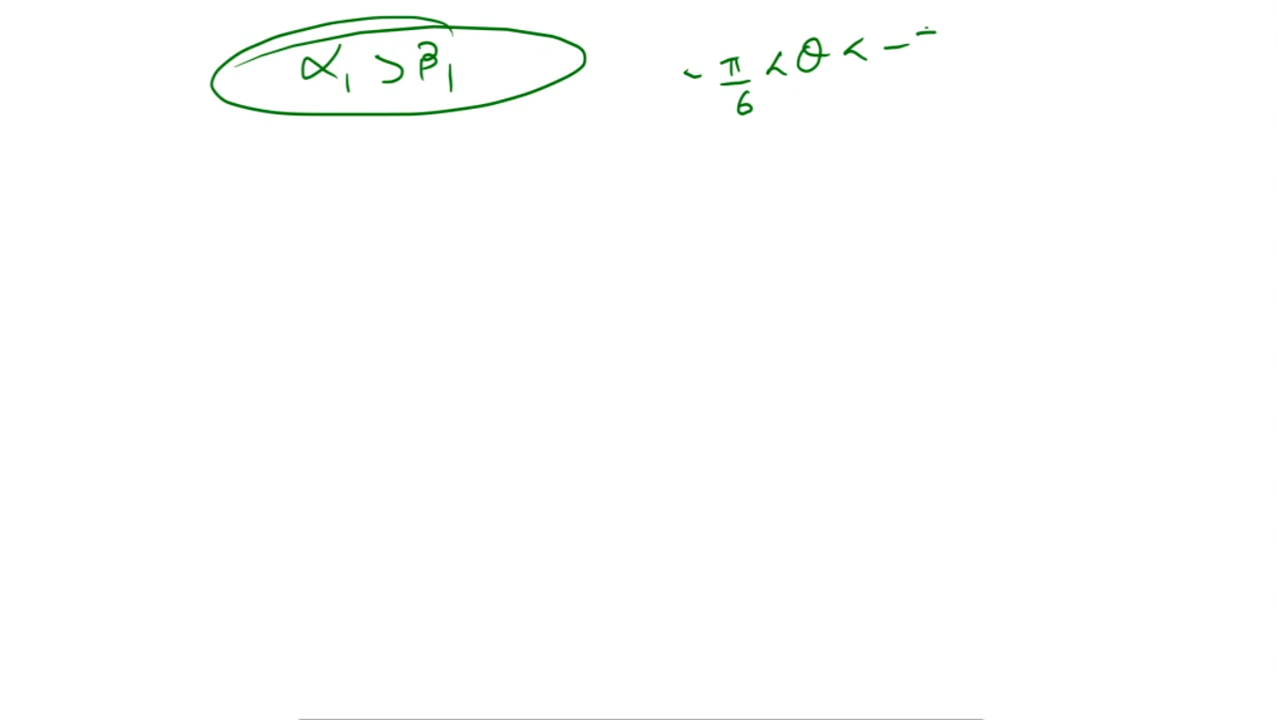 α₁ > β₁
- π/6 < θ < -